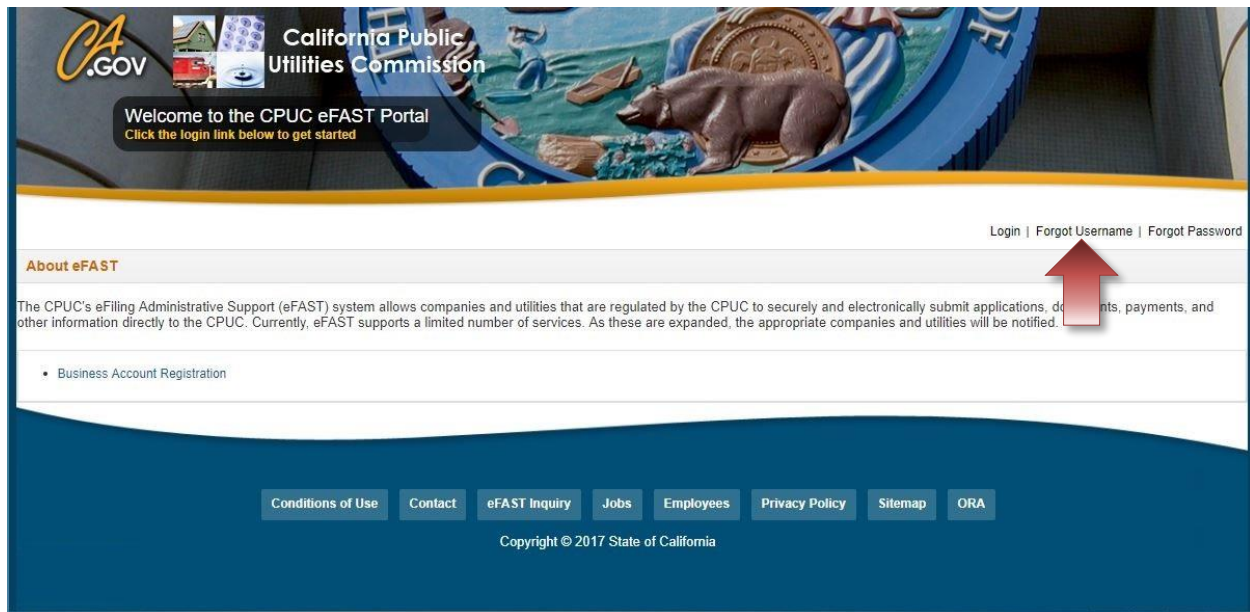 CA
.GOV
California Public
Utilities Commission
Welcome to the CPUC eFAST Portal
Click the login link below to get started
Login | Forgot Username | Forgot Password
About eFAST
The CPUC's eFiling Administrative Support (eFAST) system allows companies and utilities that are regulated by the CPUC to securely and electronically submit applications, payments, and
other information directly to the CPUC. Currently, eFAST supports a limited number of services. As these are expanded, the appropriate companies and utilities will be notified.
• Business Account Registration
Conditions of Use Contact eFAST Inquiry Jobs Employees Privacy Policy Sitemap ORA
Copyright © 2017 State of California